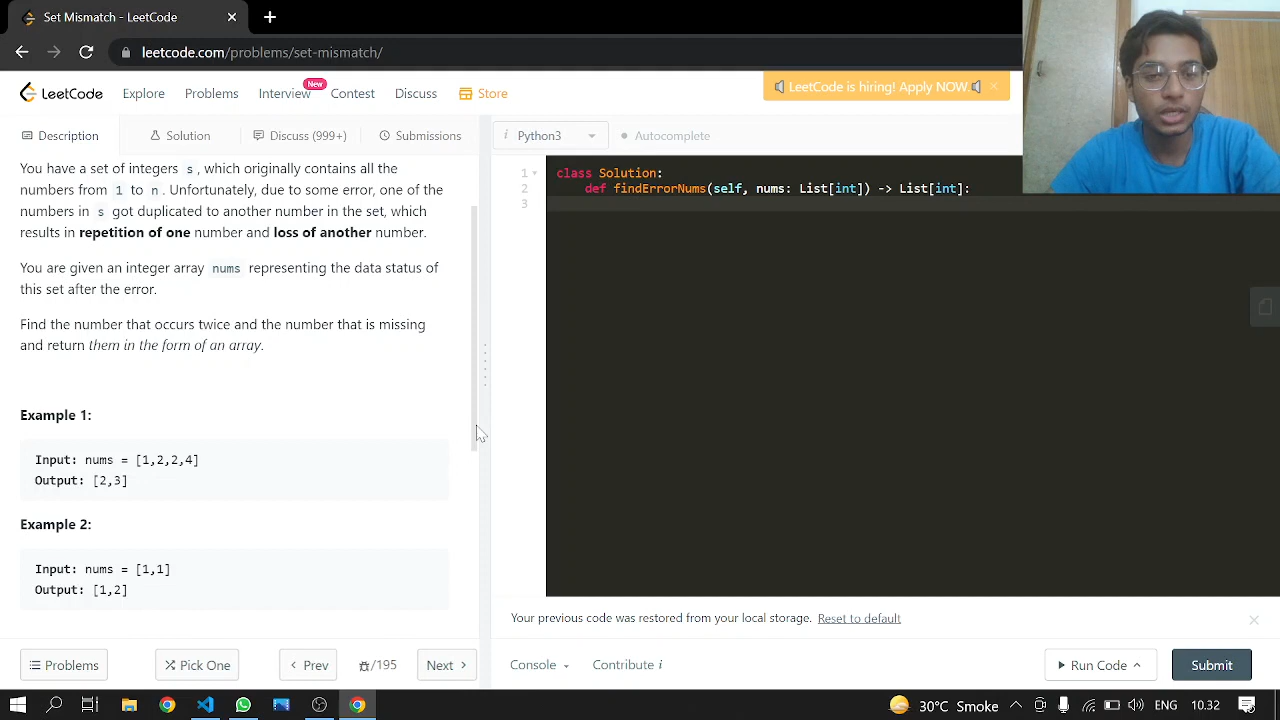 Set Mismatch - LeetCode
leetcode.com/problems/set-mismatch/
LeetCode Explore Problems Interview New Contest Discuss Store
LeetCode is hiring! Apply NOW.
Description Solution Discuss (999+) Submissions
i Python3 Autocomplete
You have a set of integers s, which originally contains all the
numbers from 1 to n. Unfortunately, due to some error, one of the
numbers in s got duplicated to another number in the set, which
results in repetition of one number and loss of another number.
You are given an integer array nums representing the data status of
this set after the error.
Find the number that occurs twice and the number that is missing
and return them in the form of an array.
Example 1:
Input: nums = [1,2,2,4]
Output: [2,3]
Example 2:
Input: nums = [1,1]
Output: [1,2]
1 class Solution:
2 def findErrorNums(self, nums: List[int]) -> List[int]:
3
Your previous code was restored from your local storage. Reset to default
Problems Pick One Prev /195 Next
Console Contribute i Run Code Submit
30°C Smoke ENG 10.32